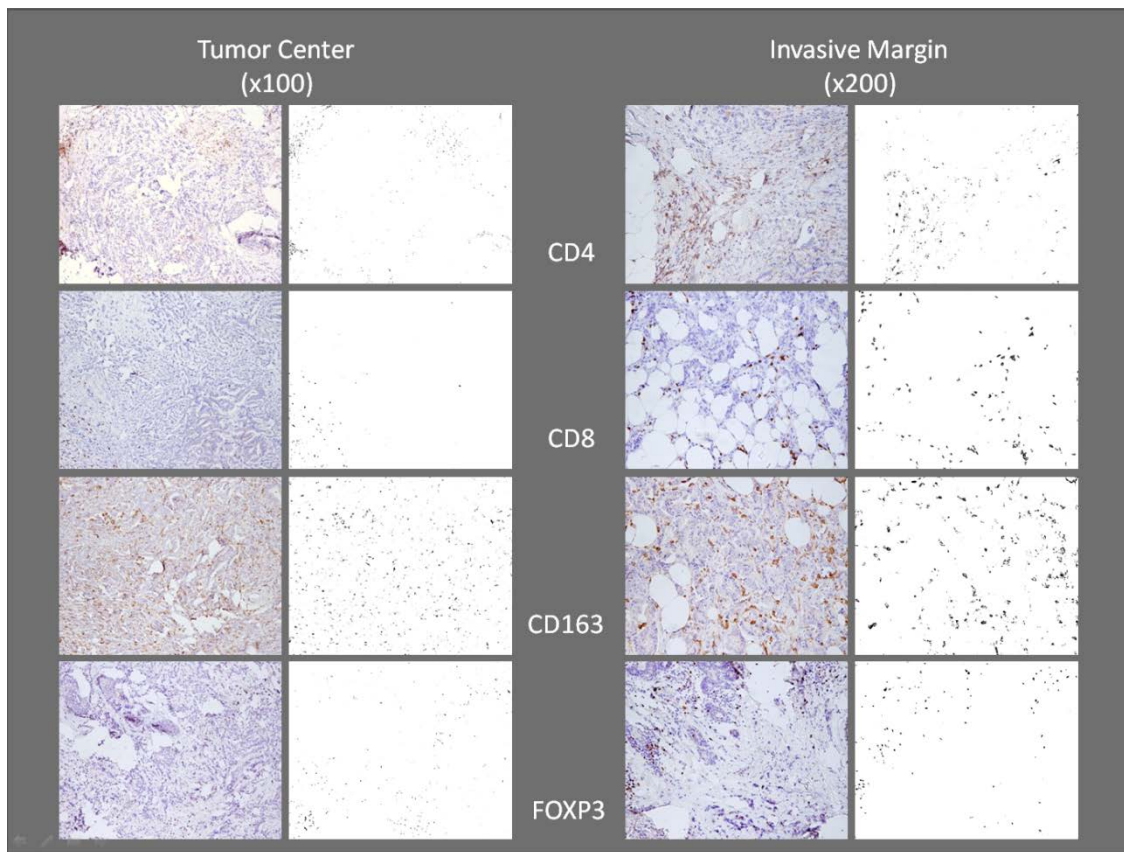 Tumor Center
(x100)
Invasive Margin
(x200)
CD4
CD8
CD163
FOXP3